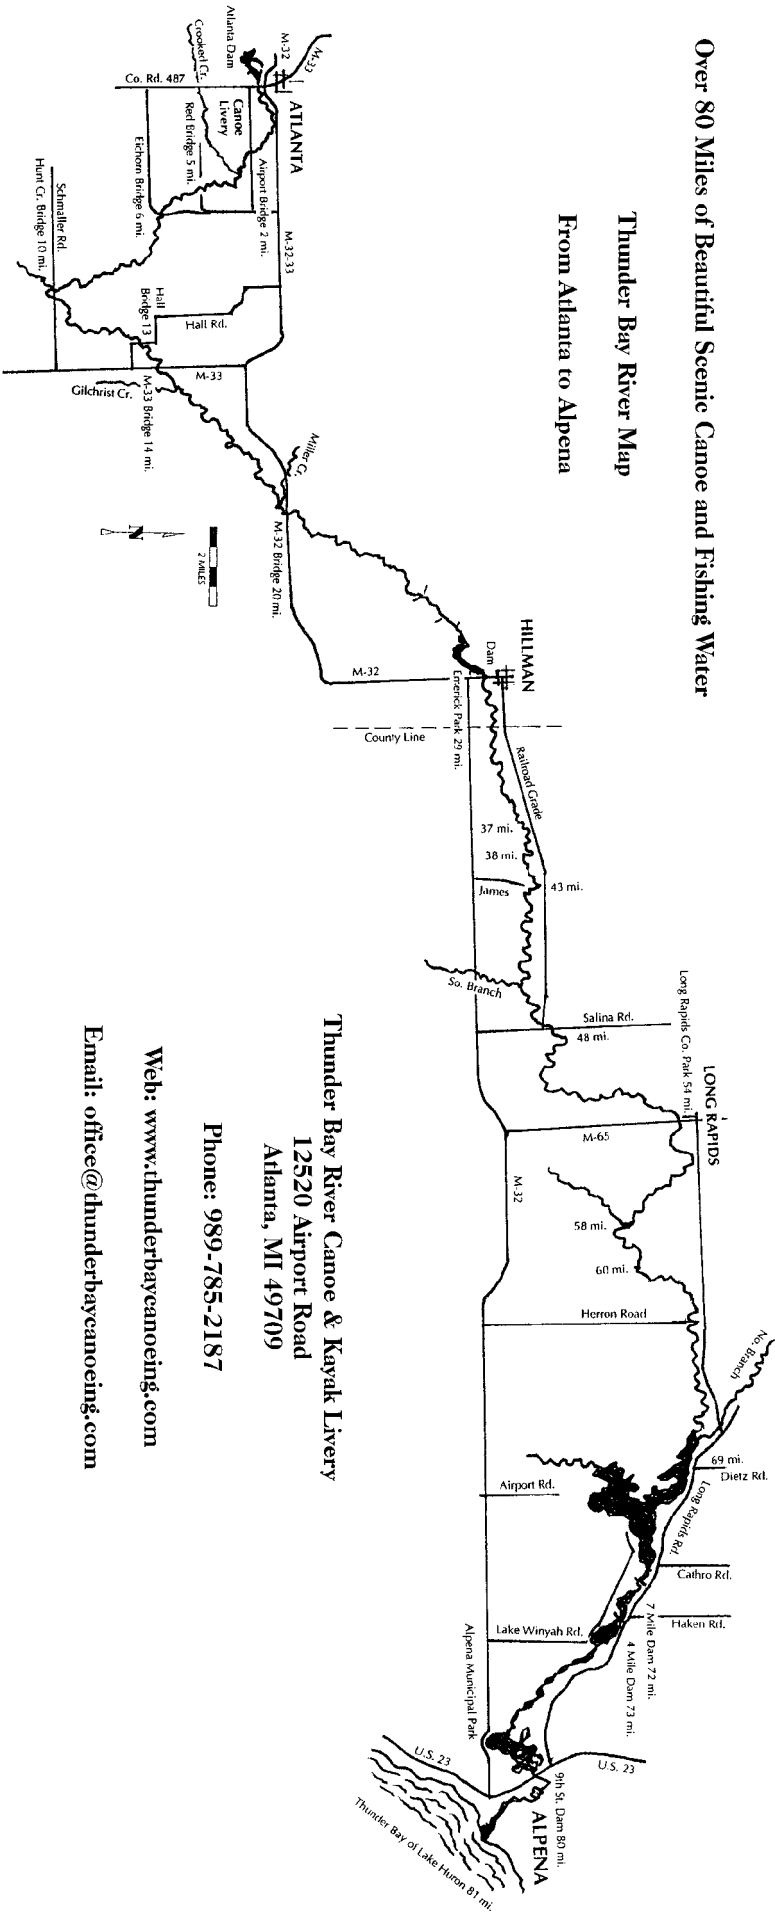 Over 80 Miles of Beautiful Scenic Canoe and Fishing Water
Thunder Bay River Map
From Atlanta to Alpena
Atlanta Dam
M-32
M-33
Crooked Cr.
Co. Rd. 487
ATLANTA
Canoe
Livery
Red Bridge 5 mi.
Airport Bridge 2 mi.
Eichorn Bridge 6 mi.
Schmaller Rd.
Hunt Cr. Bridge 10 mi.
M-32-33
Hall
Bridge 13
Hall Rd.
M-33
Gilchrist Cr.
M-33 Bridge 14 mi.
Miller Cr.
M-32 Bridge 20 mi.
N
2 MILES
HILLMAN
Dam
M-32
Emerick Park 29 mi.
County Line
Railroad Grade
37 mi.
38 mi.
James
43 mi.
So. Branch
Salina Rd.
48 mi.
Long Rapids Co. Park 54 mi.
LONG RAPIDS
M-65
M-32
58 mi.
60 mi.
Herron Road
No. Branch
69 mi.
Dietz Rd.
Long Rapids Rd.
Airport Rd.
Cathro Rd.
Haken Rd.
7 Mile Dam 72 mi.
4 Mile Dam 73 mi.
Lake Winyah Rd.
Alpena Municipal Park
U.S. 23
U.S. 23
9th St. Dam 80 mi.
ALPENA
Thunder Bay of Lake Huron 81 mi.
Thunder Bay River Canoe & Kayak Livery
12520 Airport Road
Atlanta, MI 49709
Phone: 989-785-2187
Web: www.thunderbaycanoeing.com
Email: office@thunderbaycanoeing.com